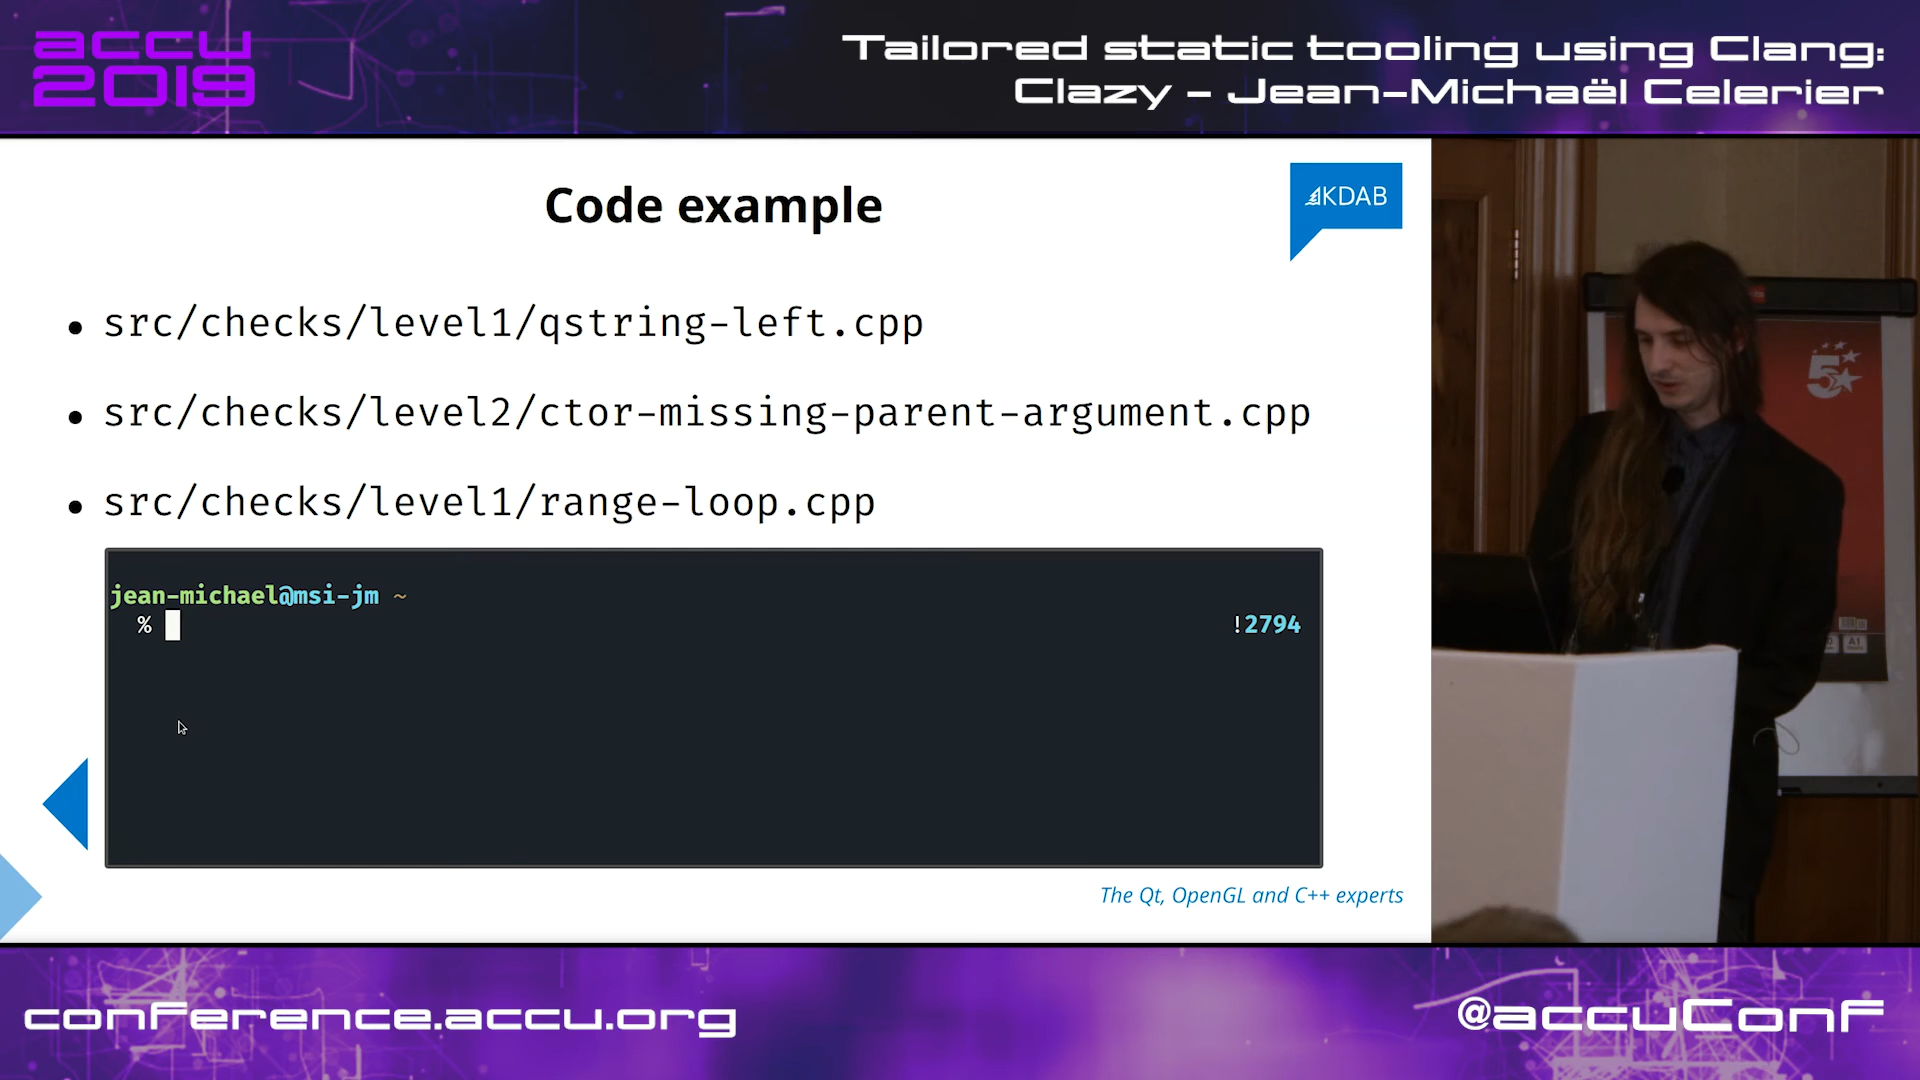 accu
2019
Tailored static tooling using Clang:
Clazy - Jean-Michaël Celerier
Code example
KDAB
• src/checks/level1/qstring-left.cpp
• src/checks/level2/ctor-missing-parent-argument.cpp
• src/checks/level1/range-loop.cpp
jean-michael@msi-jm ~
% !2794
The Qt, OpenGL and C++ experts
5
A1
conference.accu.org
@accuConf